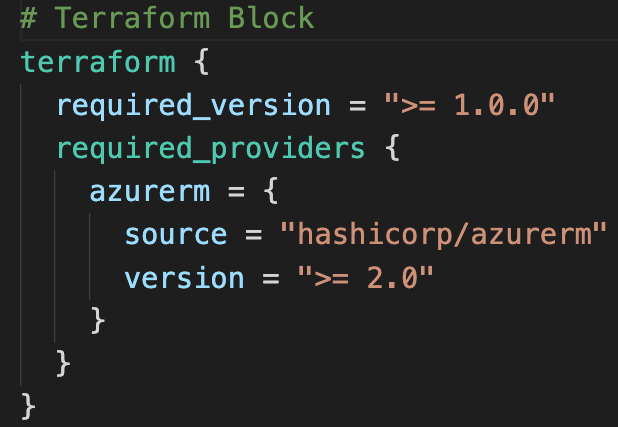 # Terraform Block
terraform {
  required_version = ">= 1.0.0"
  required_providers {
    azurerm = {
      source = "hashicorp/azurerm"
      version = ">= 2.0"
    }
  }
}